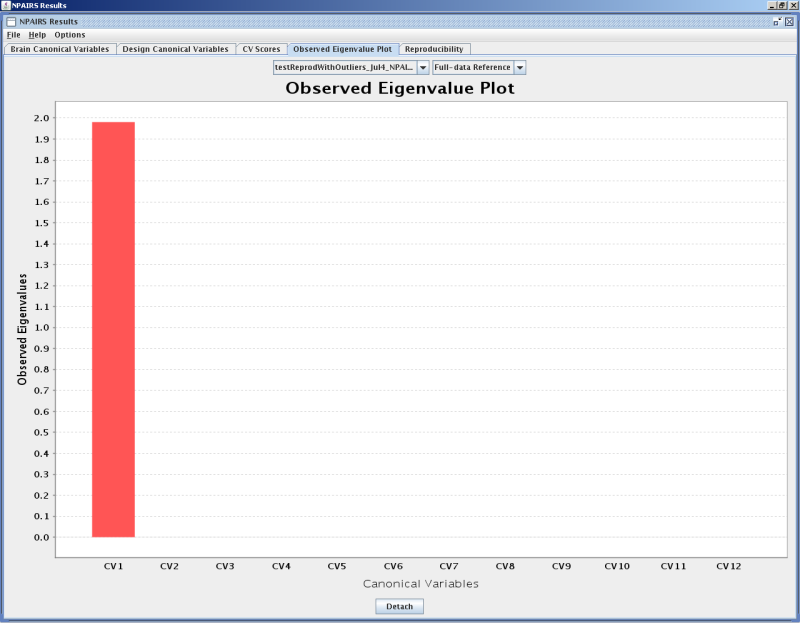 NPAIRS Results
NPAIRS Results
File Help Options
Brain Canonical Variables Design Canonical Variables CV Scores Observed Eigenvalue Plot Reproducibility
testReprodWithOutliers_Jul4_NPAI... Full-data Reference
Observed Eigenvalue Plot
Observed Eigenvalues
2.0
1.9
1.8
1.7
1.6
1.5
1.4
1.3
1.2
1.1
1.0
0.9
0.8
0.7
0.6
0.5
0.4
0.3
0.2
0.1
0.0
CV1 CV2 CV3 CV4 CV5 CV6 CV7 CV8 CV9 CV10 CV11 CV12
Canonical Variables
Detach